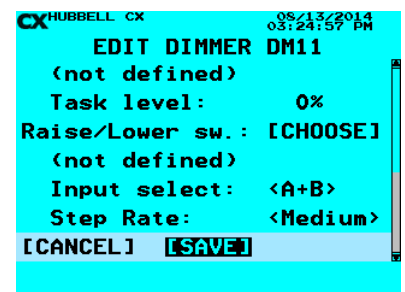 CX HUBBELL CX 08/13/2014
03:24:57 PM
EDIT DIMMER DM11
(not defined)
Task level: 0%
Raise/Lower sw.: [CHOOSE]
(not defined)
Input select: <A+B>
Step Rate: <Medium>
[CANCEL] [SAVE]